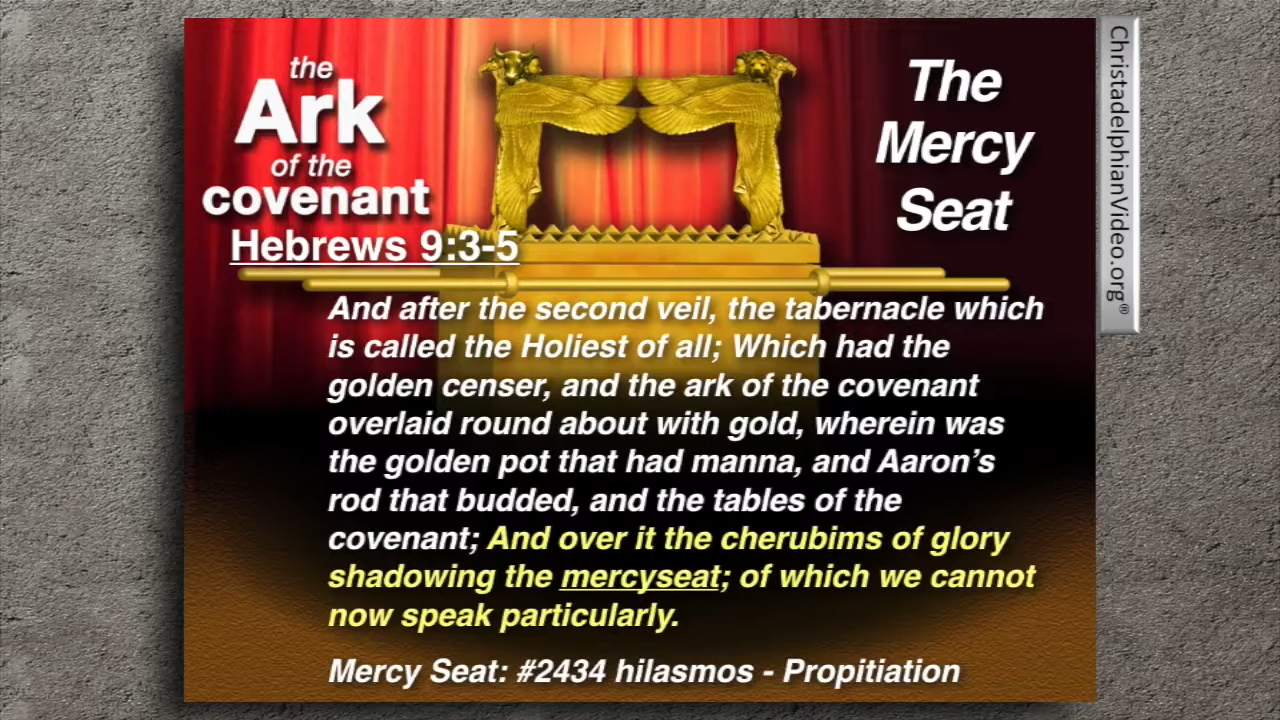 the
Ark
of the
covenant
Hebrews 9:3-5
The
Mercy
Seat
And after the second veil, the tabernacle which
is called the Holiest of all; Which had the
golden censer, and the ark of the covenant
overlaid round about with gold, wherein was
the golden pot that had manna, and Aaron's
rod that budded, and the tables of the
covenant; And over it the cherubims of glory
shadowing the mercyseat; of which we cannot
now speak particularly.
Mercy Seat: #2434 hilasmos - Propitiation
ChristadelphianVideo.org®